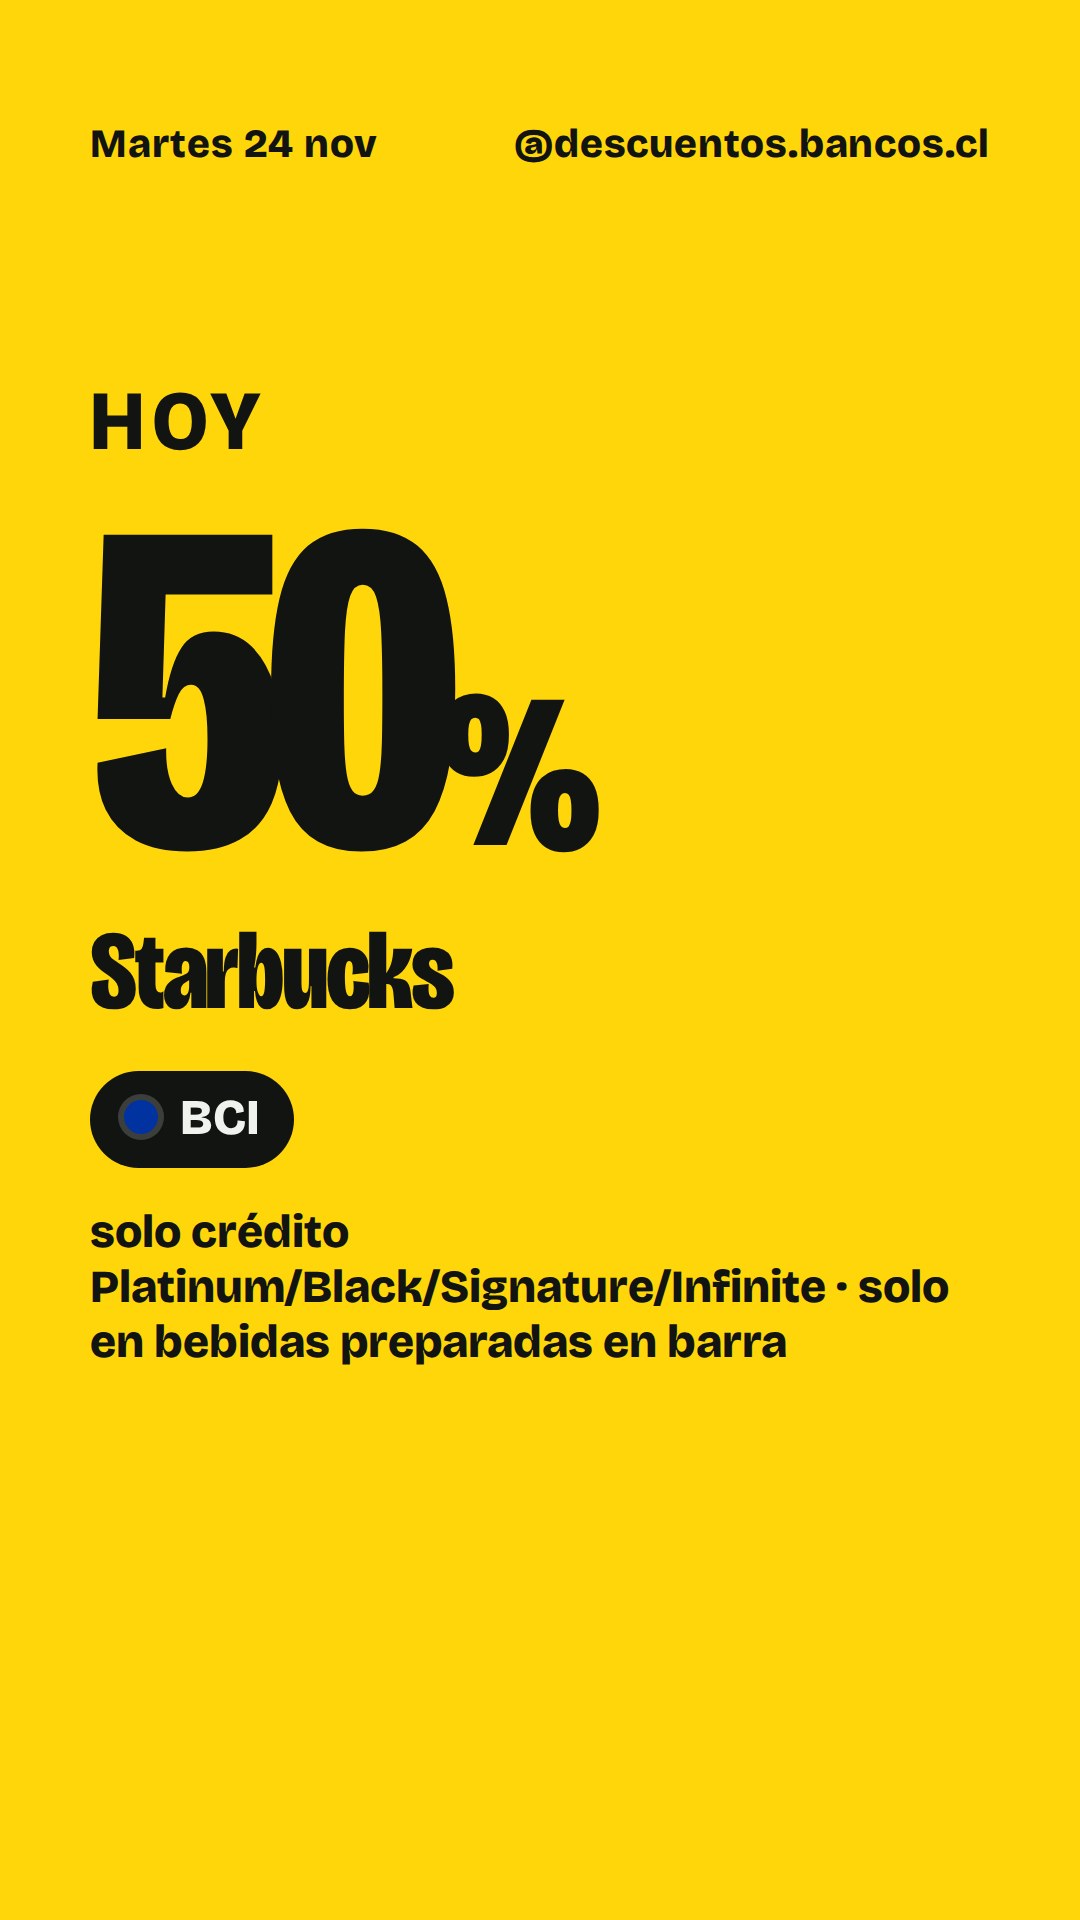 Martes 24 nov @descuentos.bancos.cl
HOY
50%
Starbucks
BCI
solo crédito
Platinum/Black/Signature/Infinite · solo
en bebidas preparadas en barra